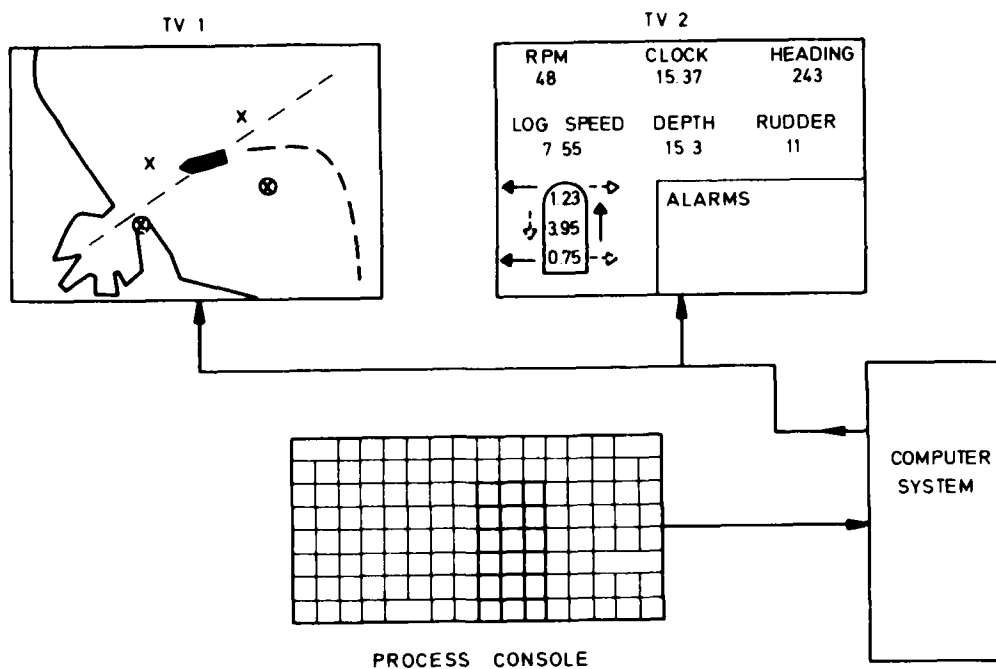 TV 1
TV 2
RPM CLOCK HEADING
48 15.37 243
LOG SPEED DEPTH RUDDER
7 55 15 3 11
1.23
3.95
0.75
ALARMS
COMPUTER
SYSTEM
PROCESS CONSOLE